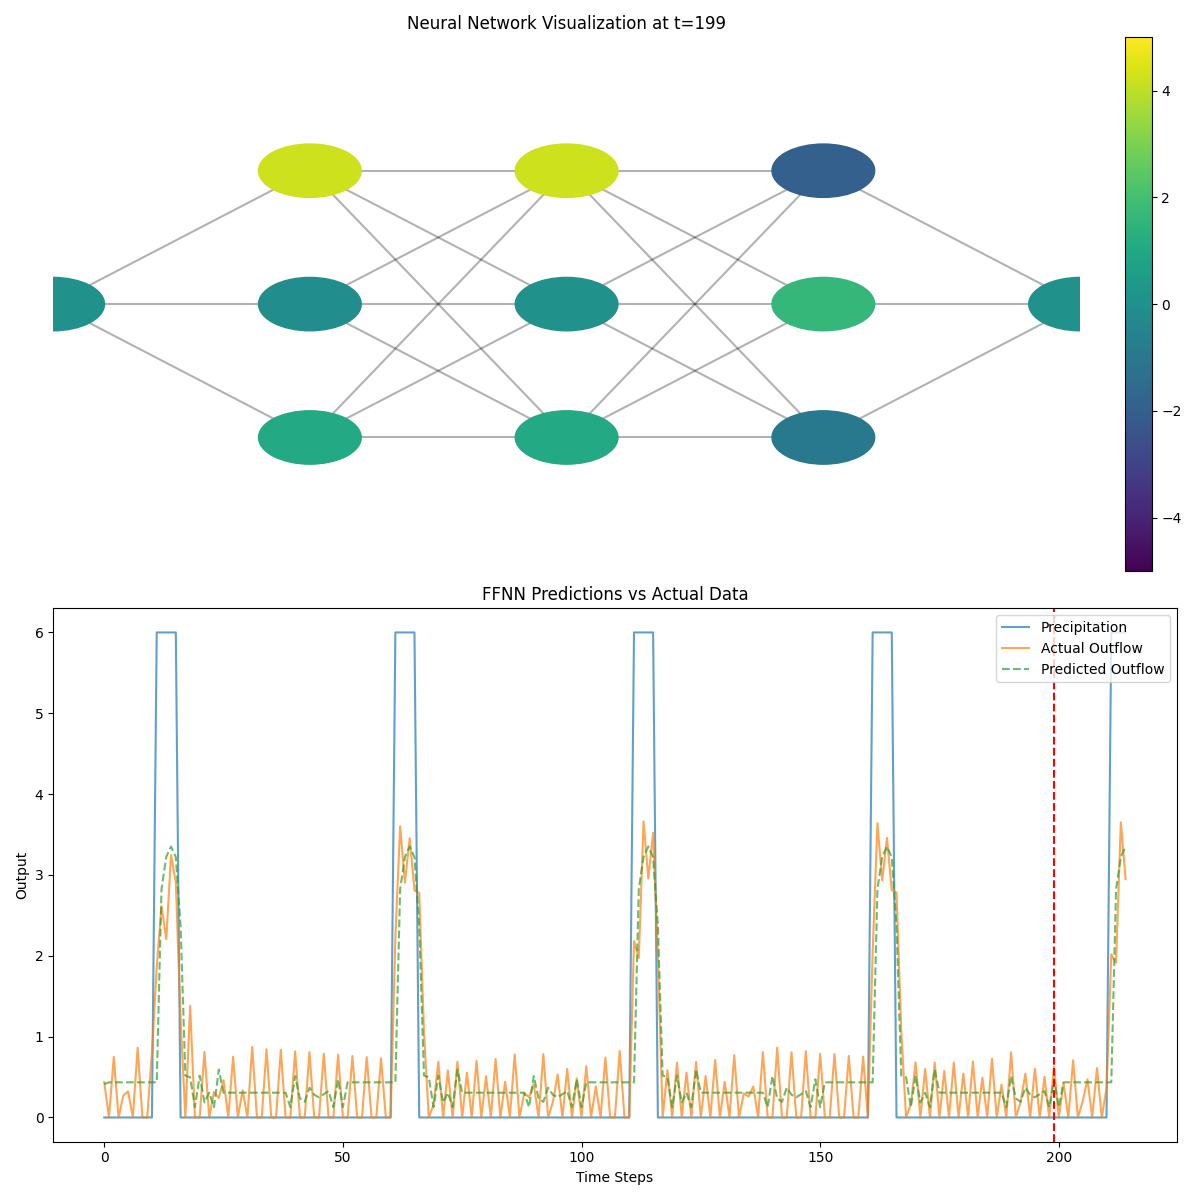 Neural Network Visualization at t=199
4
2
0
−2
−4
FFNN Predictions vs Actual Data
Precipitation
Actual Outflow
Predicted Outflow
6
5
4
3
2
1
0
Output
0
50
100
150
200
Time Steps